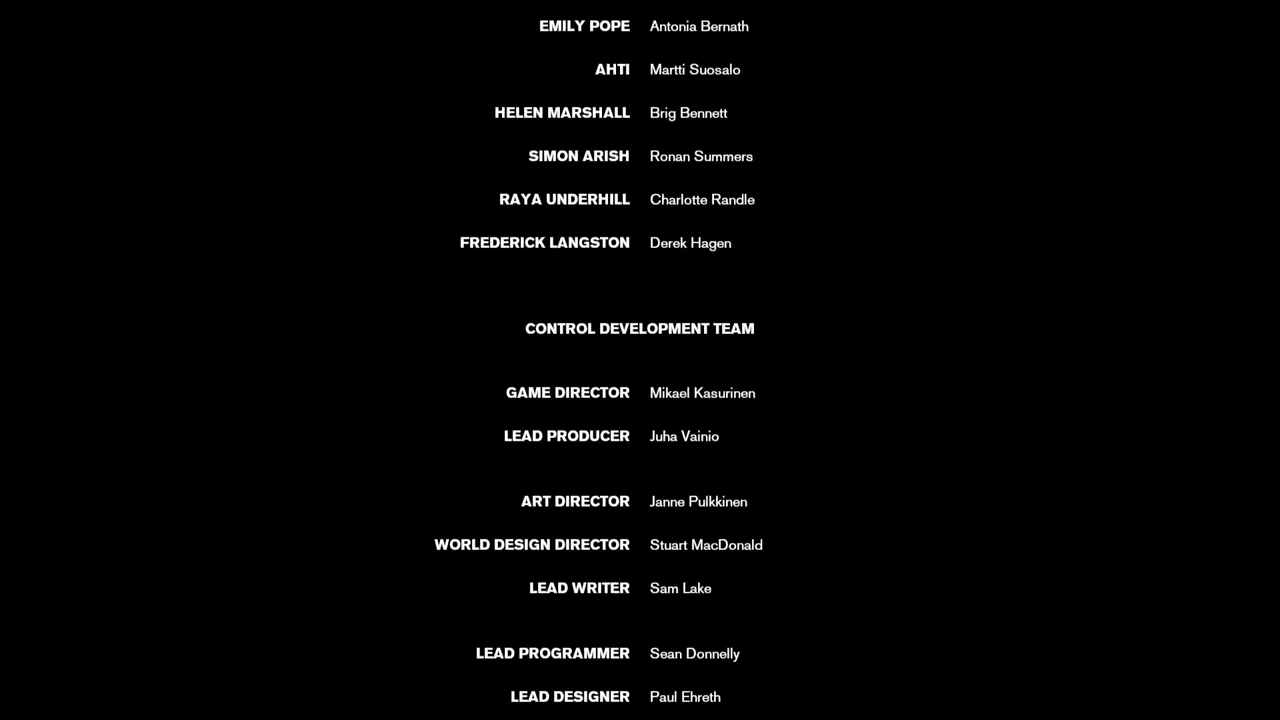 EMILY POPE Antonia Bernath
AHTI Martti Suosalo
HELEN MARSHALL Brig Bennett
SIMON ARISH Ronan Summers
RAYA UNDERHILL Charlotte Randle
FREDERICK LANGSTON Derek Hagen
CONTROL DEVELOPMENT TEAM
GAME DIRECTOR Mikael Kasurinen
LEAD PRODUCER Juha Vainio
ART DIRECTOR Janne Pulkkinen
WORLD DESIGN DIRECTOR Stuart MacDonald
LEAD WRITER Sam Lake
LEAD PROGRAMMER Sean Donnelly
LEAD DESIGNER Paul Ehreth